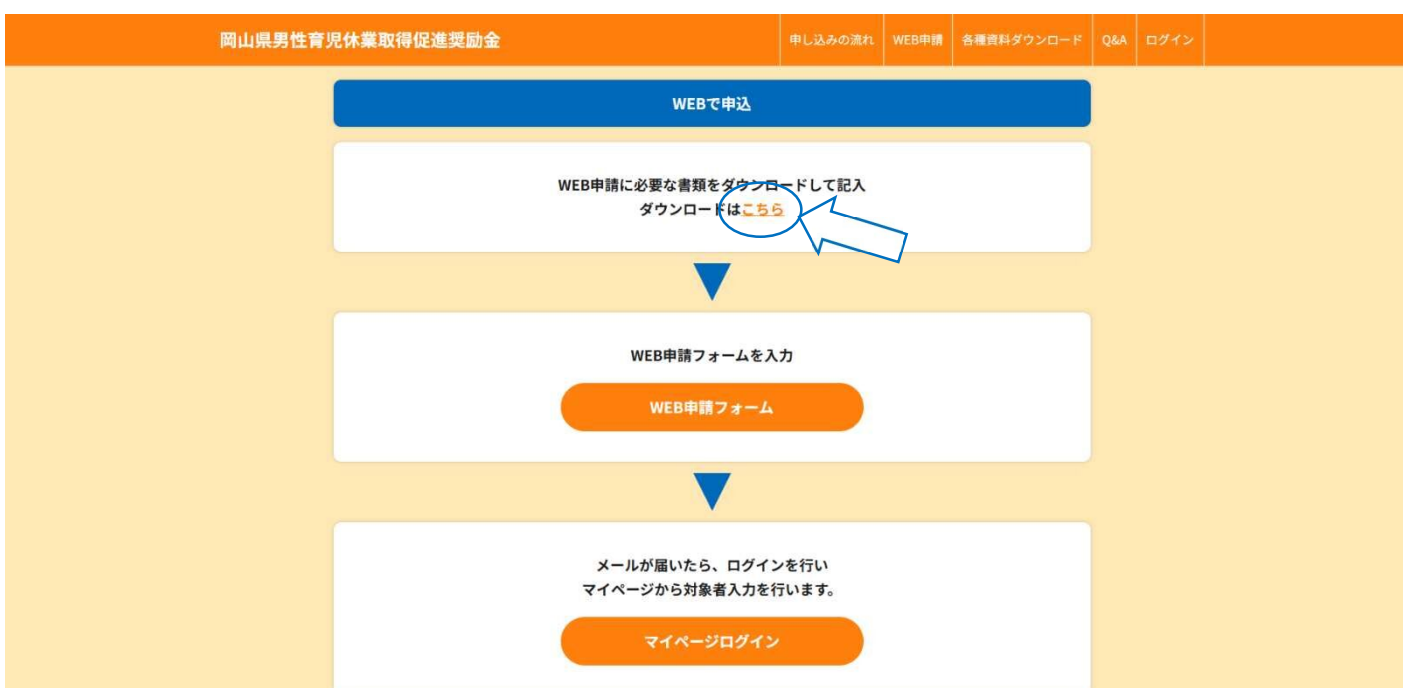 岡山県男性育児休業取得促進奨励金
申し込みの流れ
WEB申請
各種資料ダウンロード
Q&A
ログイン
WEBで申込
WEB申請に必要な書類をダウンロードして記入
ダウンロードはこちら
WEB申請フォームを入力
WEB申請フォーム
メールが届いたら、ログインを行い
マイページから対象者入力を行います。
マイページログイン